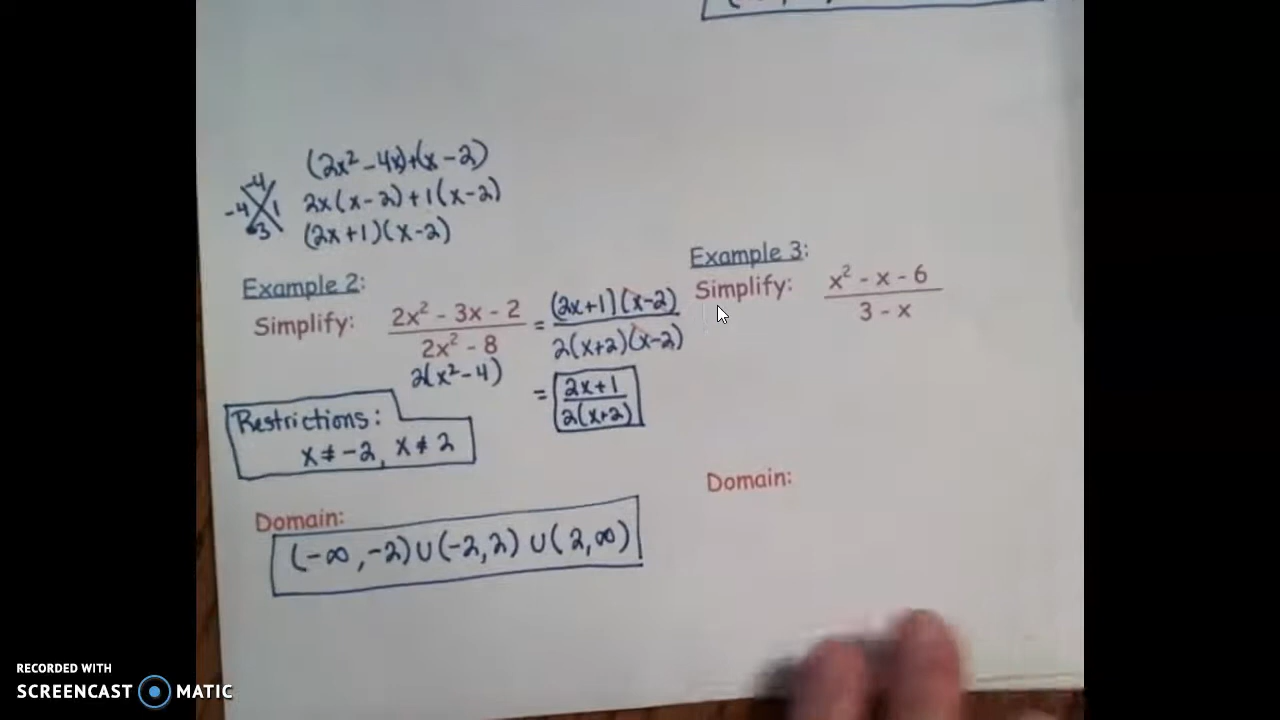 (2x² - 4x)+(x - 2)
-4
-4 1
-3
2x(x-2)+1(x-2)
(2x+1)(x-2)
Example 2:
Simplify: 2x² - 3x - 2 = (2x+1)(x-2)
2x² - 8 2(x+2)(x-2)
2(x²-4)
= 2x+1
2(x+2)
Restrictions:
x≠-2, x≠2
Domain:
(-∞,-2)∪(-2,2)∪(2,∞)
Example 3:
Simplify: x² - x - 6
3 - x
Domain:
RECORDED WITH
SCREENCAST MATIC